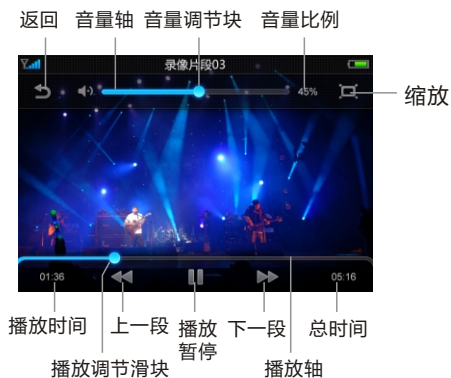 返回 音量轴 音量调节块 音量比例
录像片段03
45%
缩放
01:36
05:16
播放时间 上一段 播放暂停 下一段 总时间
播放调节滑块 播放轴